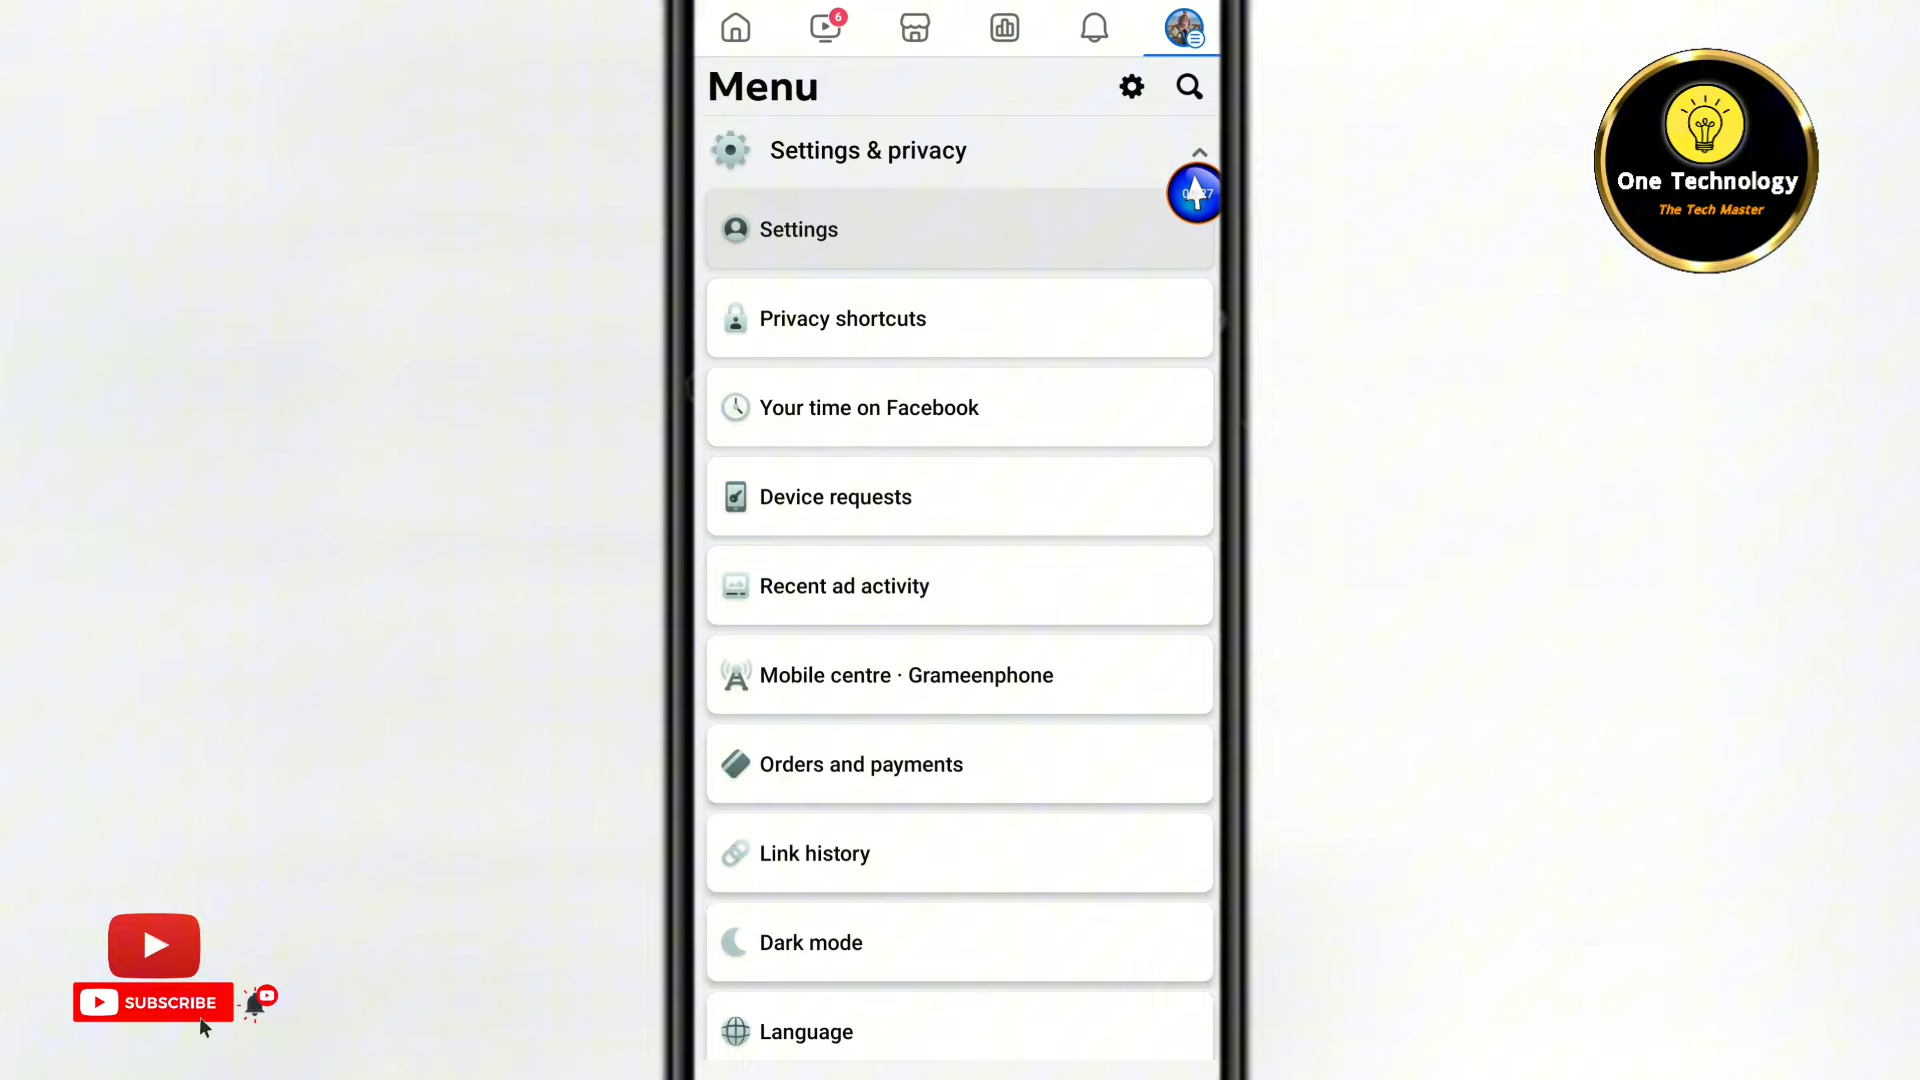 6
Menu
Settings & privacy
Settings
Privacy shortcuts
Your time on Facebook
Device requests
Recent ad activity
Mobile centre · Grameenphone
Orders and payments
Link history
Dark mode
Language
One Technology
The Tech Master
SUBSCRIBE